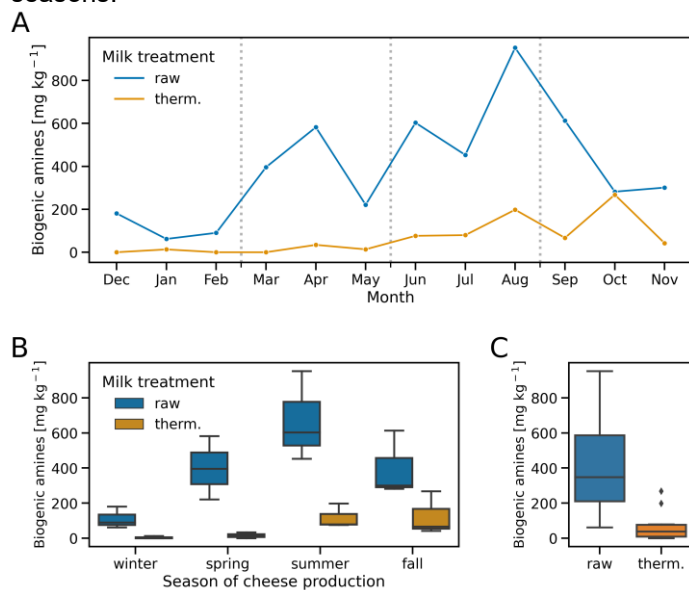 seasons.
A
Biogenic amines [mg kg⁻¹]
Milk treatment
raw
therm.
800
600
400
200
0
Dec Jan Feb Mar Apr May Jun Jul Aug Sep Oct Nov
Month
B
Biogenic amines [mg kg⁻¹]
Milk treatment
raw
therm.
800
600
400
200
0
winter spring summer fall
Season of cheese production
C
Biogenic amines [mg kg⁻¹]
800
600
400
200
0
raw therm.